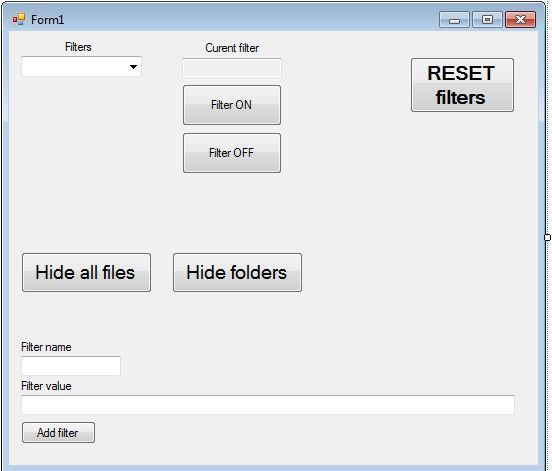 Form1
Filters
Curent filter
RESET
filters
Filter ON
Filter OFF
Hide all files
Hide folders
Filter name
Filter value
Add filter